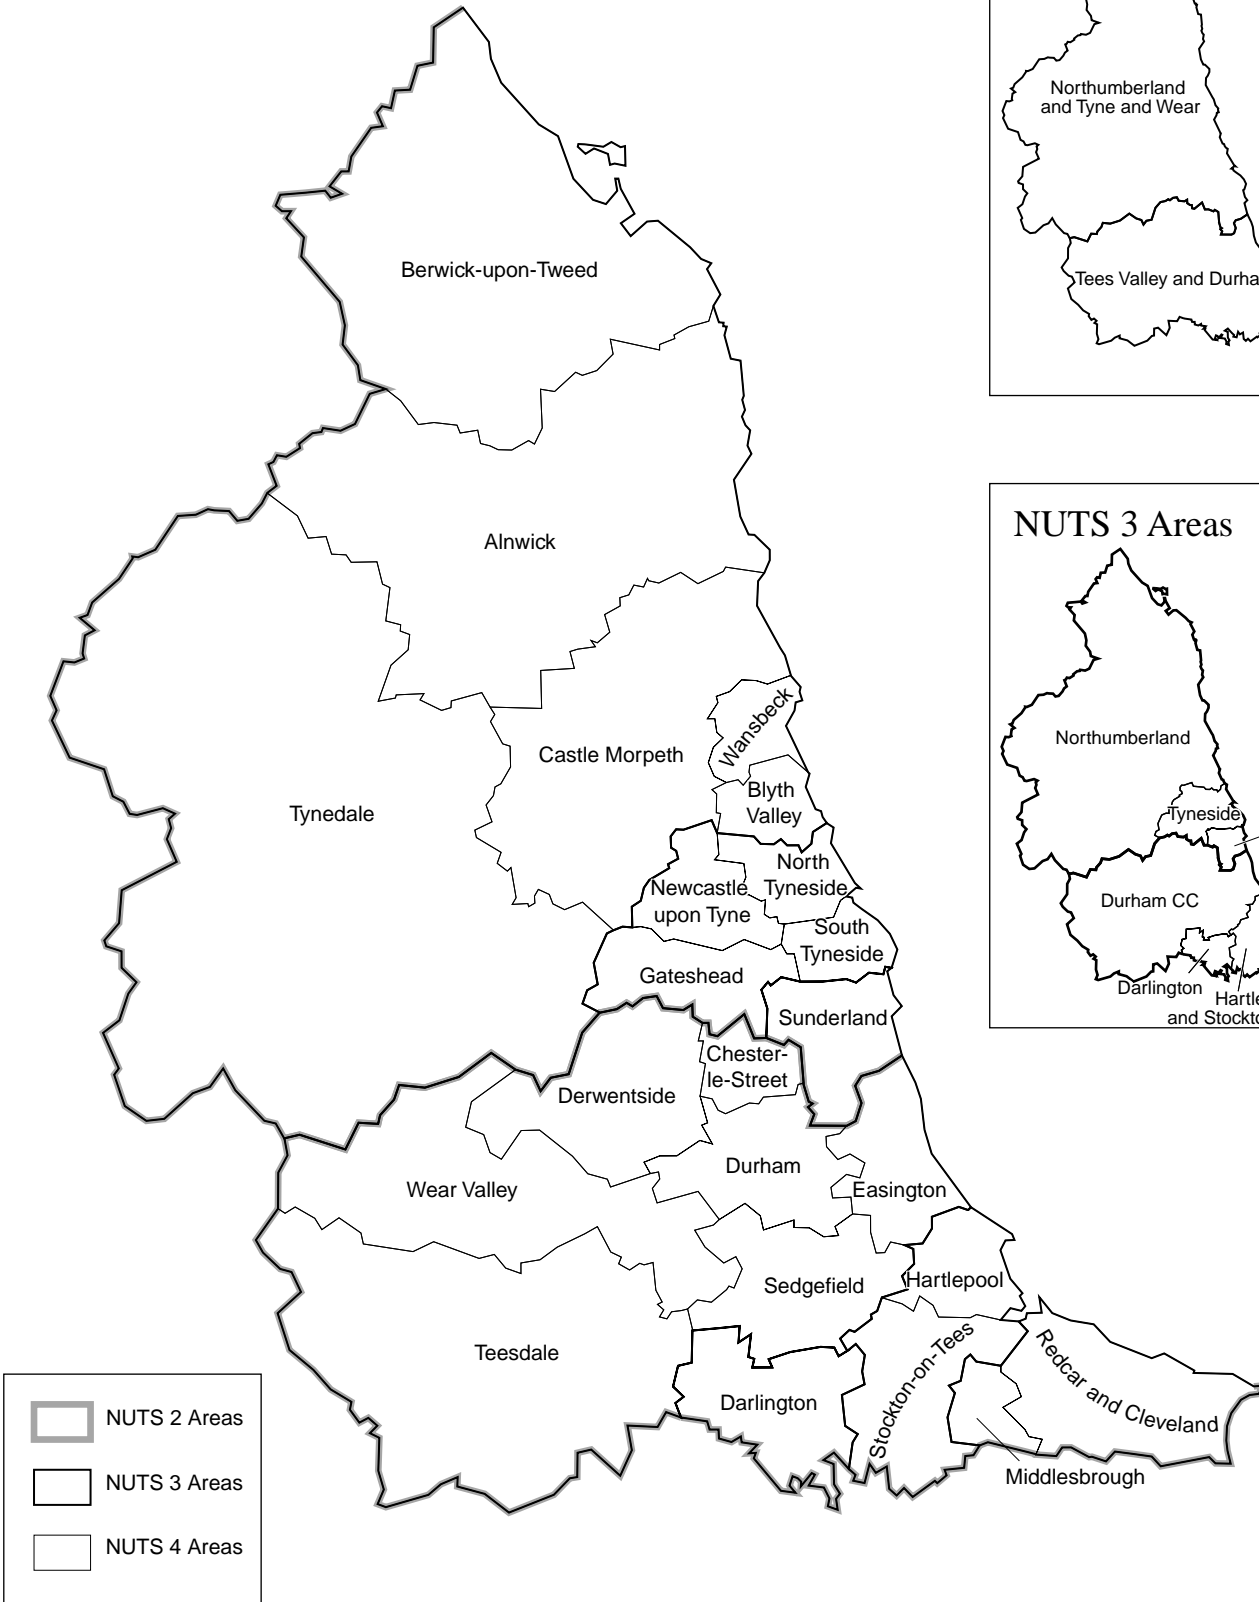 Northumberland
and Tyne and Wear
Tees Valley and Durha
Berwick-upon-Tweed
Alnwick
NUTS 3 Areas
Northumberland
Tyneside
Durham CC
Darlington
Hartle
and Stockto
Wansbeck
Castle Morpeth
Blyth
Valley
Tynedale
North
Tyneside
Newcastle
upon Tyne
South
Tyneside
Gateshead
Sunderland
Chester-
le-Street
Derwentside
Durham
Wear Valley
Easington
Sedgefield
Hartlepool
Teesdale
Stockton-on-Tees
Redcar and Cleveland
Darlington
Middlesbrough
NUTS 2 Areas
NUTS 3 Areas
NUTS 4 Areas